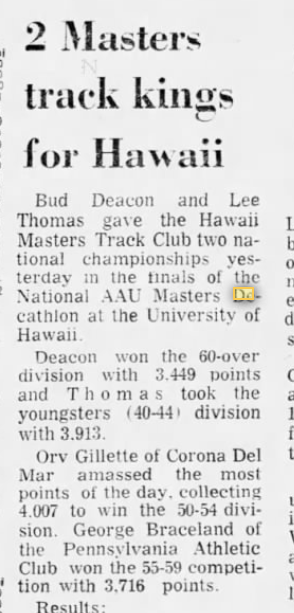 2 Masters
track kings
for Hawaii
Bud Deacon and Lee
Thomas gave the Hawaii
Masters Track Club two na-
tional championships yes-
terday in the finals of the
National AAU Masters De-
cathlon at the University of
Hawaii.
Deacon won the 60-over
division with 3.449 points
and Thomas took the
youngsters (40-44) division
with 3.913.
Orv Gillette of Corona Del
Mar amassed the most
points of the day, collecting
4.007 to win the 50-54 divi-
sion. George Braceland of
the Pennsylvania Athletic
Club won the 55-59 competi-
tion with 3,716 points.
Results: